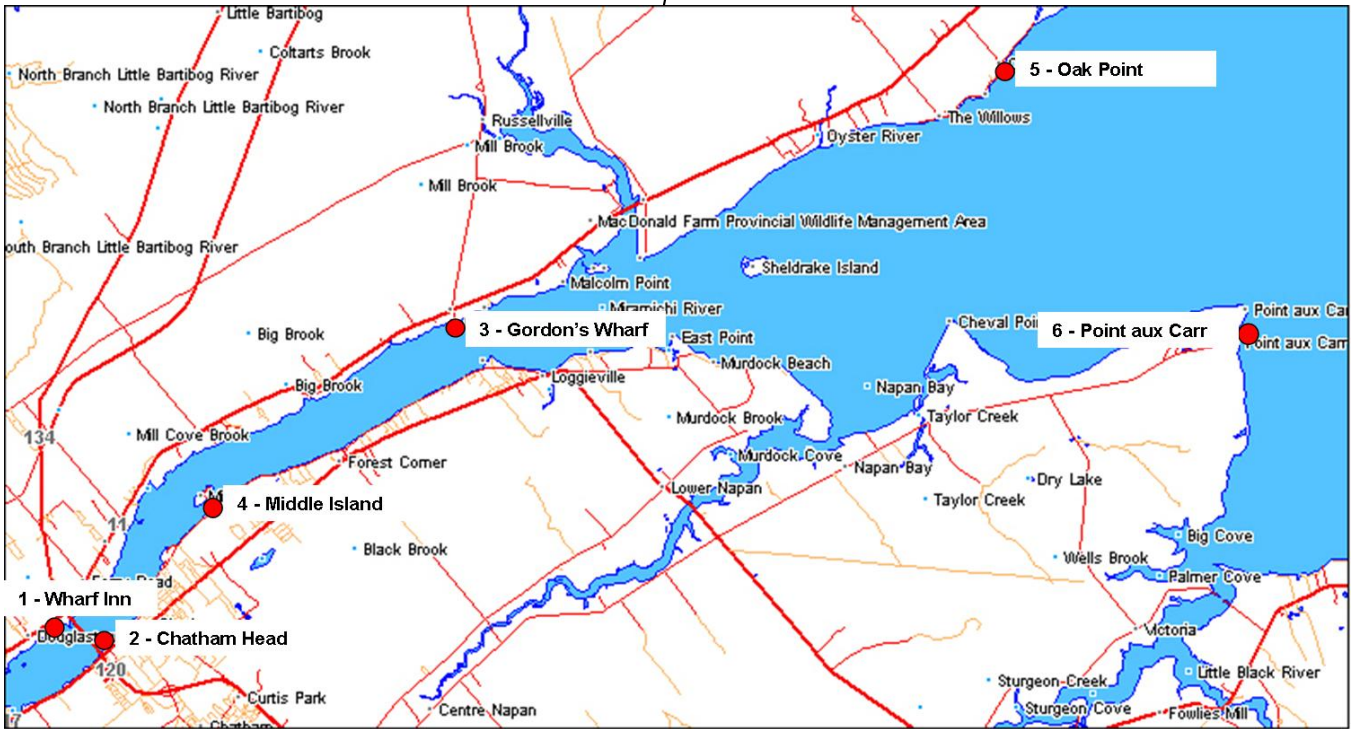 Little Bartibog
Coltarts Brook
North Branch Little Bartibog River
North Branch Little Bartibog River
5 - Oak Point
The Willows
Russellville
Mill Brook
Oyster River
Mill Brook
MacDonald Farm Provincial Wildlife Management Area
outh Branch Little Bartibog River
Sheldrake Island
Malcolm Point
Miramichi River
Point aux Ca
3 - Gordon's Wharf
Cheval Poi
6 - Point aux Carr
Point aux Carr
Big Brook
East Point
Murdock Beach
Big Brook
Loggieville
Napan Bay
Murdock Brook
Taylor Creek
134
Mill Cove Brook
Forest Corner
Murdock Cove
Napan Bay
Lower Napan
Dry Lake
4 - Middle Island
Taylor Creek
11
Black Brook
Big Cove
Wells Brook
Palmer Cove
Road
1 - Wharf Inn
Douglast
2 - Chatham Head
Victoria
120
Little Black River
Curtis Park
Sturgeon Creek
Centre Napan
Sturgeon Cove
Fowlies Mill
7
Chatham